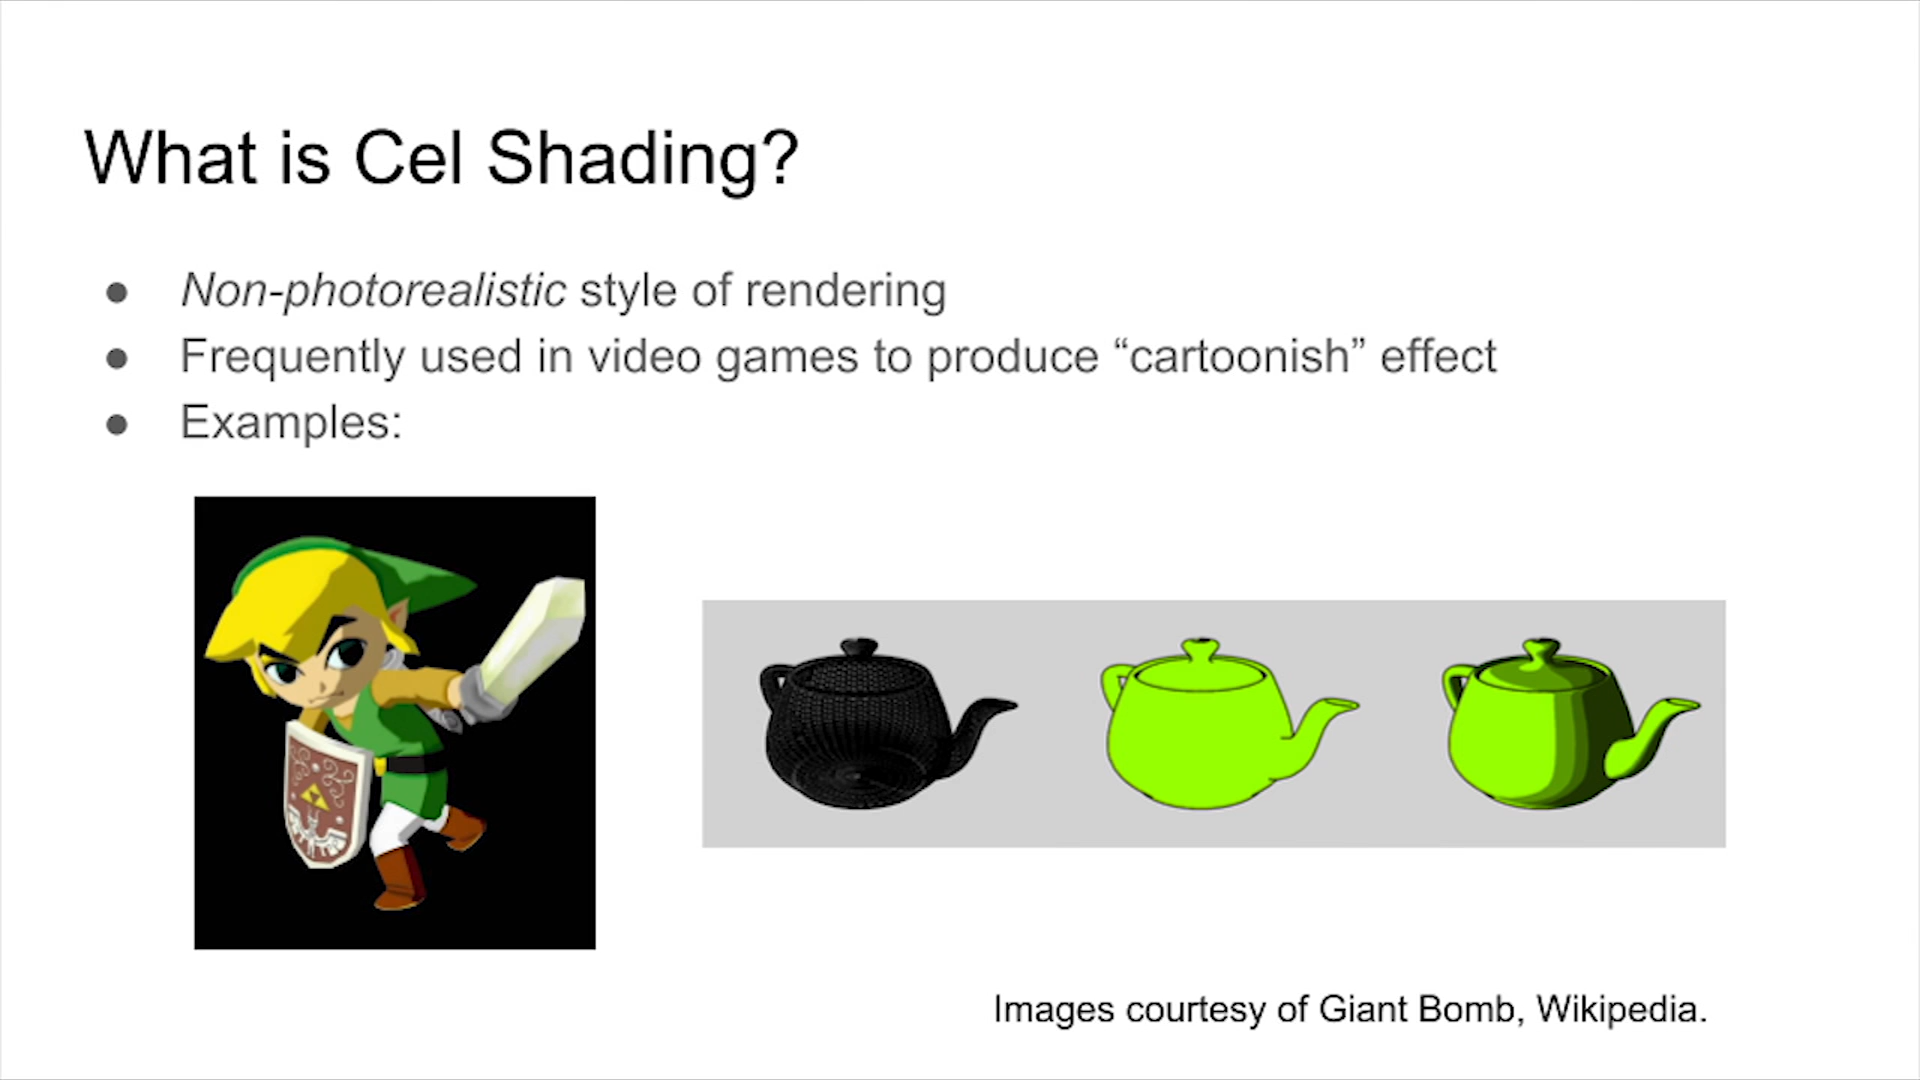 What is Cel Shading?
● Non-photorealistic style of rendering
● Frequently used in video games to produce “cartoonish” effect
● Examples:
Images courtesy of Giant Bomb, Wikipedia.